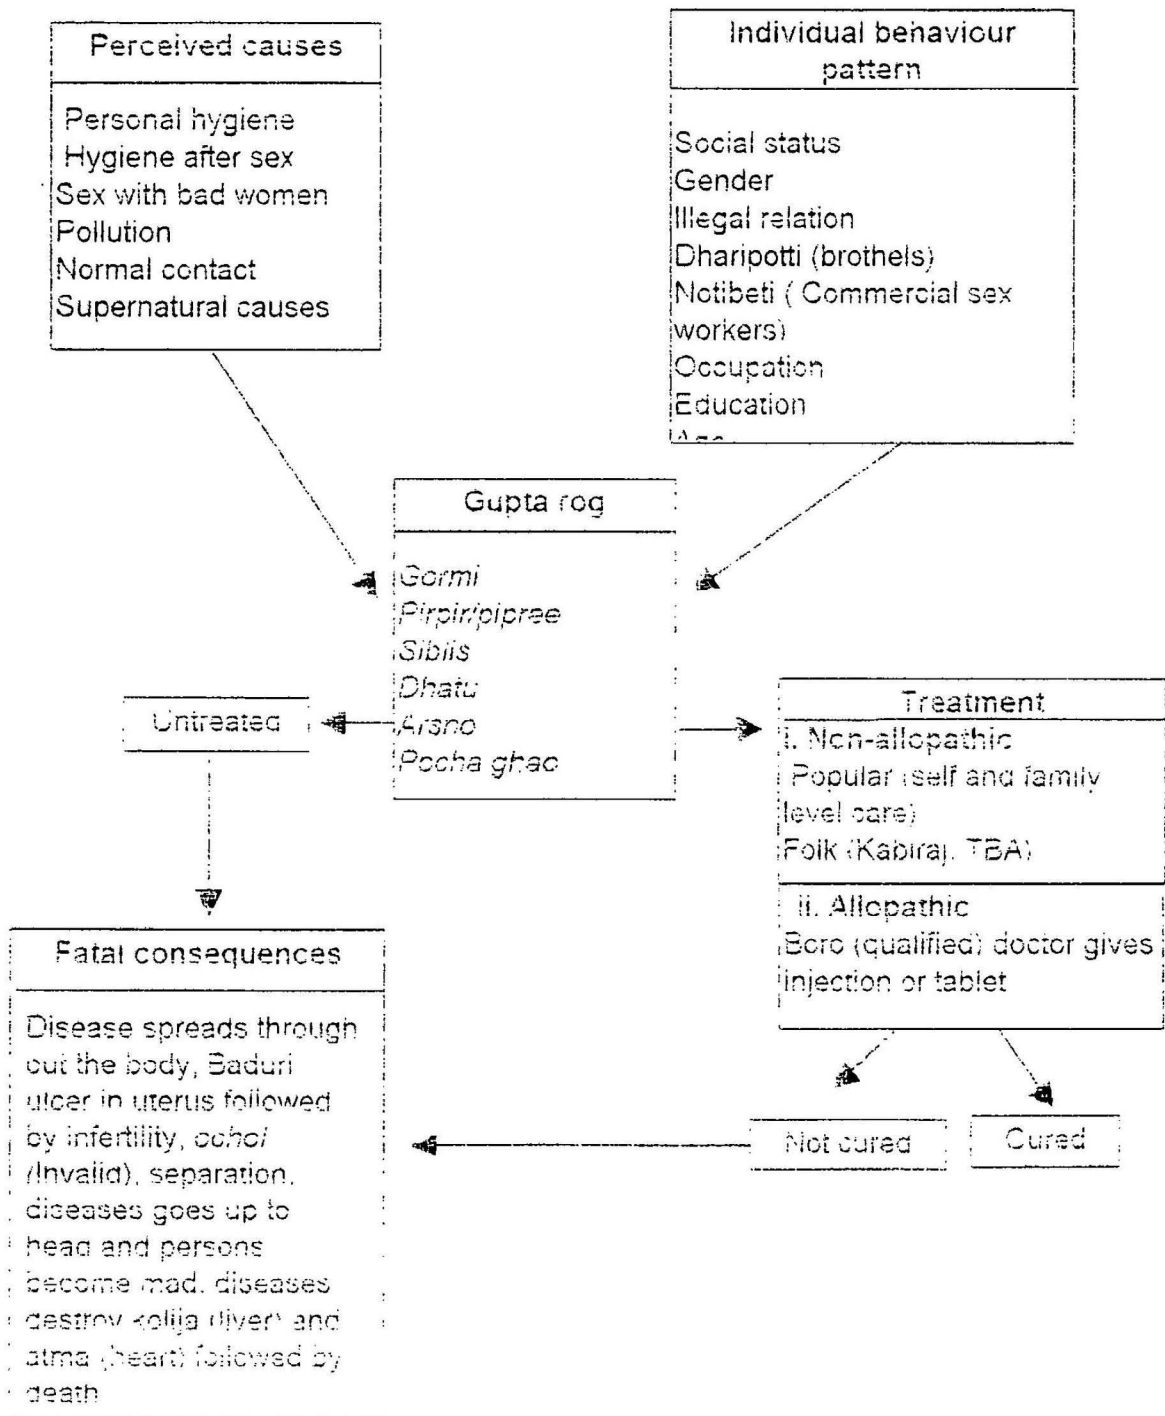 Perceived causes
Personal hygiene
Hygiene after sex
Sex with bad women
Pollution
Normal contact
Supernatural causes
Individual behaviour
pattern
Social status
Gender
Illegal relation
Dharipotti (brothels)
Notibeti ( Commercial sex
workers)
Occupation
Education
Gupta rog
Gormi
Pirpir/pipree
Sibilis
Dhatu
Arsno
Pocha ghao
Untreated
Treatment
i. Non-allopathic
Popular (self and family
level care)
Folk (Kabiraj, TBA)
ii. Allopathic
Boro (qualified) doctor gives
injection or tablet
Fatal consequences
Disease spreads through
out the body, Baduri
ulcer in uterus followed
by infertility, ochol
(Invalid), separation,
diseases goes up to
head and persons
become mad, diseases
destroy kolija (liver) and
atma (heart) followed by
death
Not cured
Cured